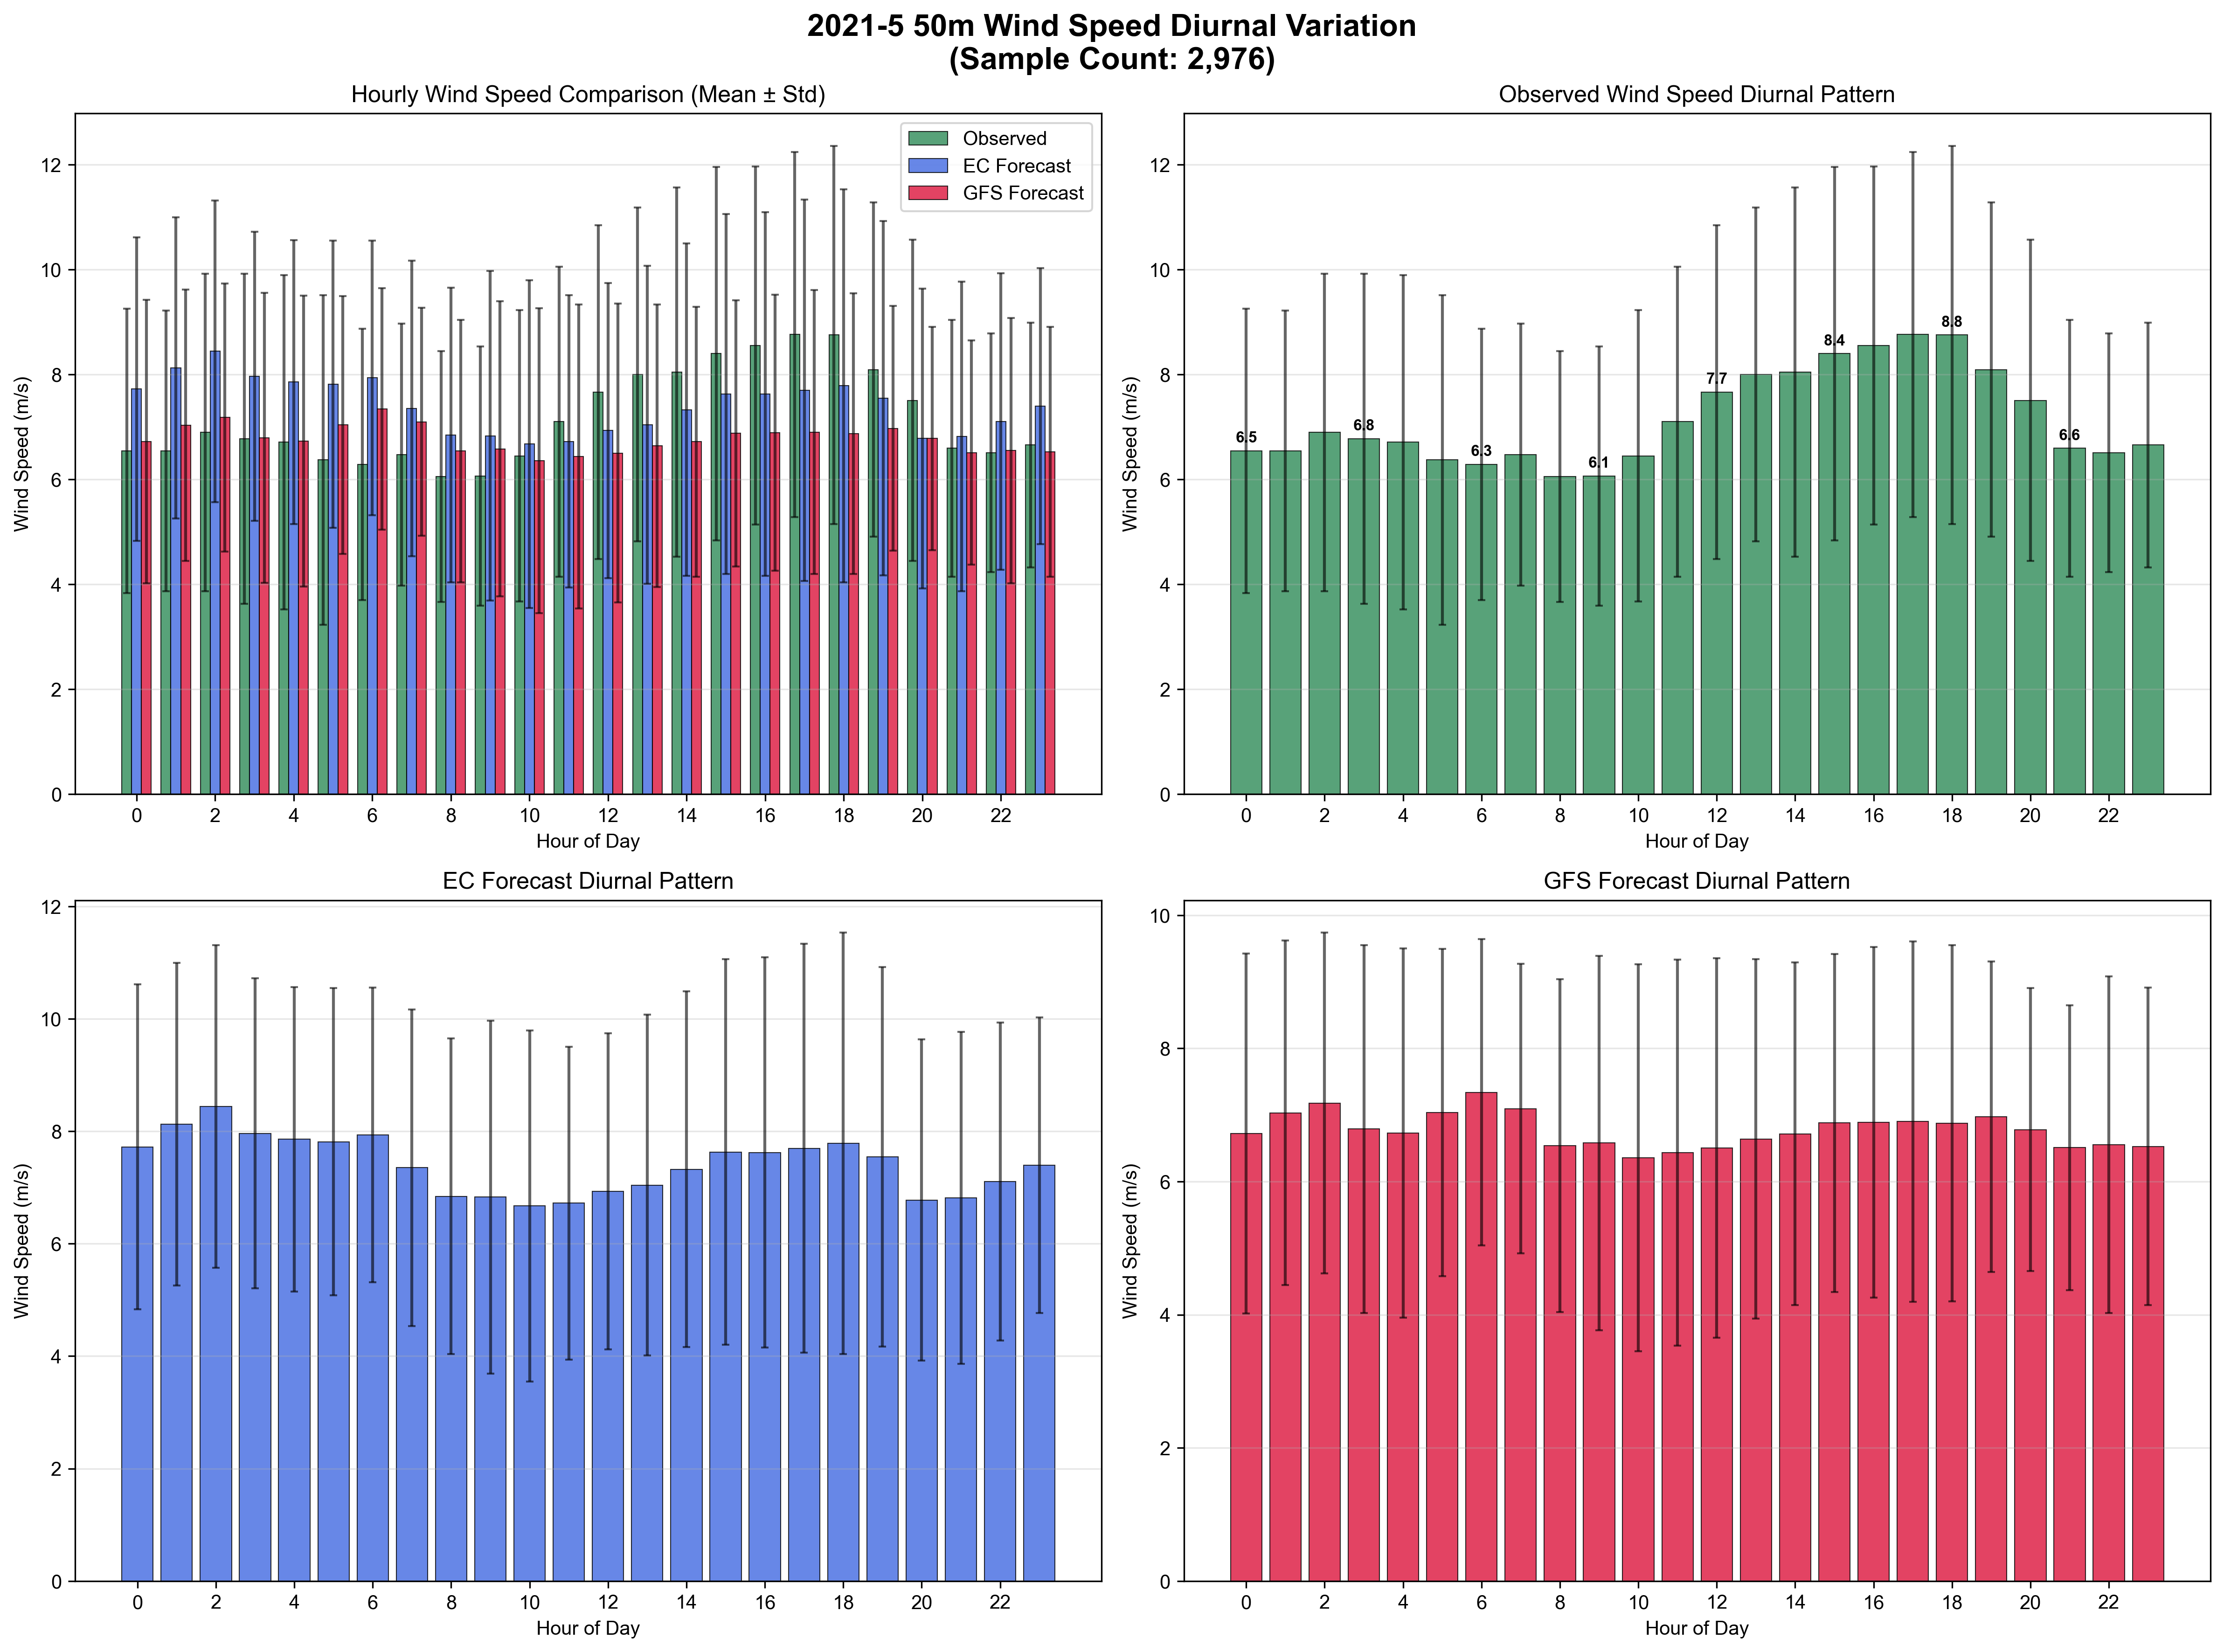 2021-5 50m Wind Speed Diurnal Variation
(Sample Count: 2,976)
Hourly Wind Speed Comparison (Mean ± Std)
Observed
EC Forecast
GFS Forecast
Wind Speed (m/s)
12
10
8
6
4
2
0
0 2 4 6 8 10 12 14 16 18 20 22
Hour of Day
Observed Wind Speed Diurnal Pattern
Wind Speed (m/s)
12
10
8
6
4
2
0
6.5 6.8 6.3 6.1 7.7 8.4 8.8 6.6
0 2 4 6 8 10 12 14 16 18 20 22
Hour of Day
EC Forecast Diurnal Pattern
Wind Speed (m/s)
12
10
8
6
4
2
0
0 2 4 6 8 10 12 14 16 18 20 22
Hour of Day
GFS Forecast Diurnal Pattern
Wind Speed (m/s)
10
8
6
4
2
0
0 2 4 6 8 10 12 14 16 18 20 22
Hour of Day